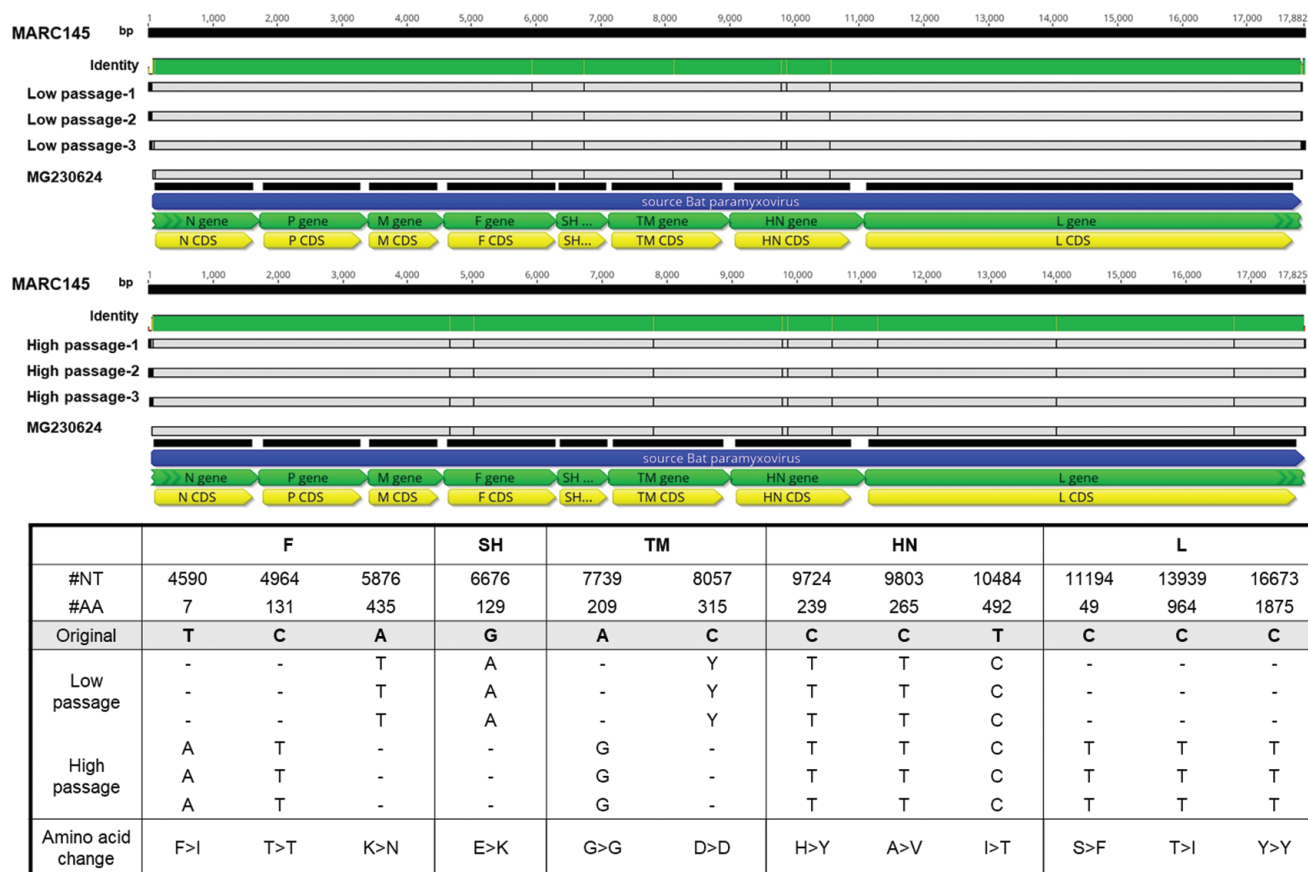 1 1,000 2,000 3,000 4,000 5,000 6,000 7,000 8,000 9,000 10,000 11,000 12,000 13,000 14,000 15,000 16,000 17,000 17,882
MARC145 bp
Identity
Low passage-1
Low passage-2
Low passage-3
MG230624
source Bat paramyxovirus
N gene P gene M gene F gene SH ... TM gene HN gene L gene
N CDS P CDS M CDS F CDS SH... TM CDS HN CDS L CDS
1 1,000 2,000 3,000 4,000 5,000 6,000 7,000 8,000 9,000 10,000 11,000 12,000 13,000 14,000 15,000 16,000 17,000 17,825
MARC145 bp
Identity
High passage-1
High passage-2
High passage-3
MG230624
source Bat paramyxovirus
N gene P gene M gene F gene SH ... TM gene HN gene L gene
N CDS P CDS M CDS F CDS SH... TM CDS HN CDS L CDS
F SH TM HN L
#NT 4590 4964 5876 6676 7739 8057 9724 9803 10484 11194 13939 16673
#AA 7 131 435 129 209 315 239 265 492 49 964 1875
Original T C A G A C C C T C C C
Low passage
- - T A - Y T T C - - -
- - T A - Y T T C - - -
- - T A - Y T T C - - -
High passage
A T - - G - T T C T T T
A T - - G - T T C T T T
A T - - G - T T C T T T
Amino acid change F>I T>T K>N E>K G>G D>D H>Y A>V I>T S>F T>I Y>Y